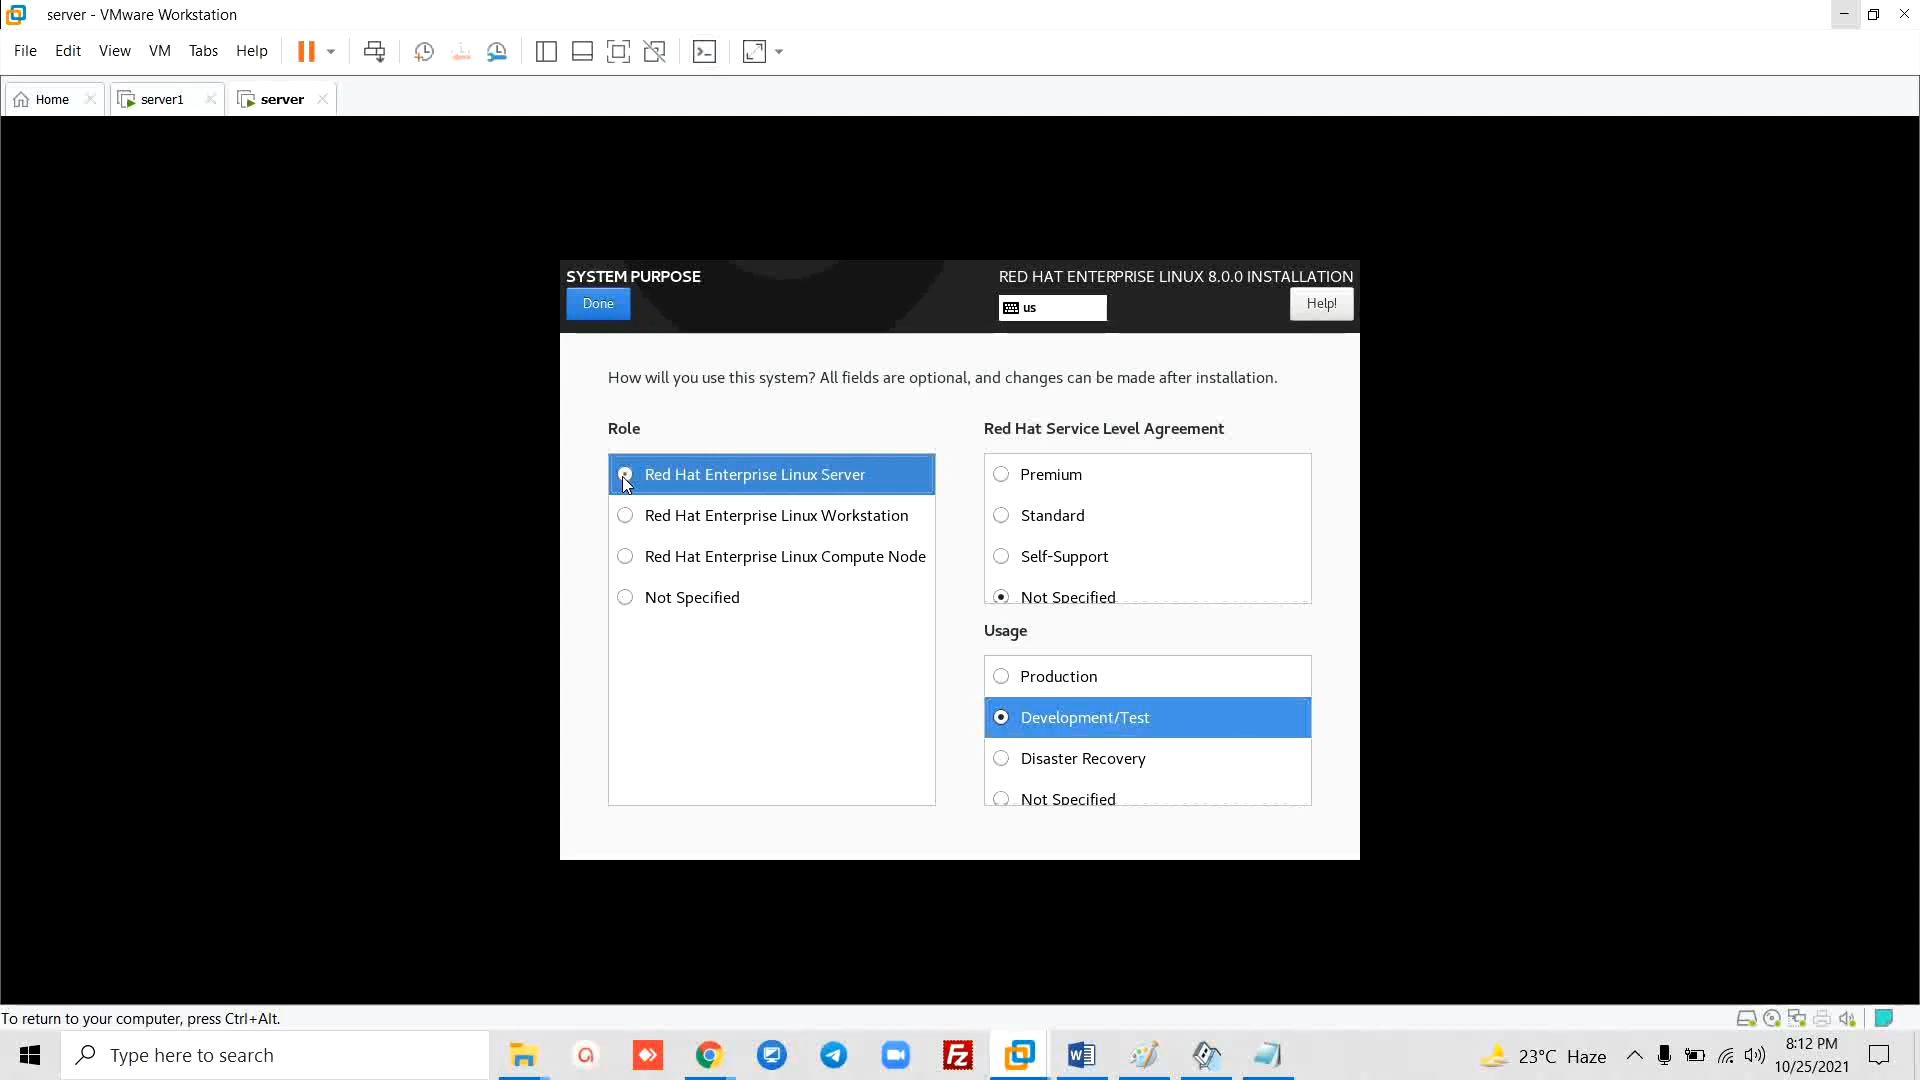 server - VMware Workstation
File Edit View VM Tabs Help
Home server1 server
SYSTEM PURPOSE
RED HAT ENTERPRISE LINUX 8.0.0 INSTALLATION
Done
us
Help!
How will you use this system? All fields are optional, and changes can be made after installation.
Role
Red Hat Enterprise Linux Server
Red Hat Enterprise Linux Workstation
Red Hat Enterprise Linux Compute Node
Not Specified
Red Hat Service Level Agreement
Premium
Standard
Self-Support
Not Specified
Usage
Production
Development/Test
Disaster Recovery
Not Specified
To return to your computer, press Ctrl+Alt.
Type here to search
23°C Haze
8:12 PM
10/25/2021